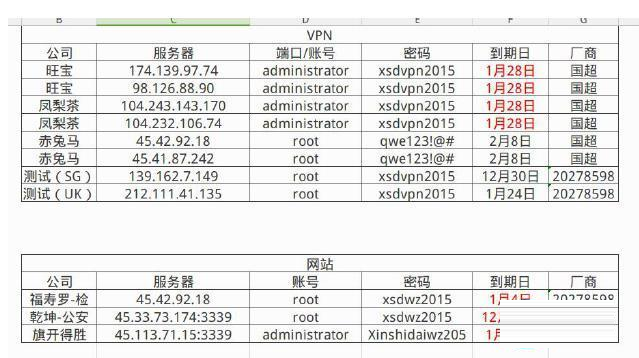 B C D E F G
VPN
公司 服务器 端口/账号 密码 到期日 厂商
旺宝 174.139.97.74 administrator xsdvpn2015 1月28日 国超
旺宝 98.126.88.90 administrator xsdvpn2015 1月28日 国超
凤梨茶 104.243.143.170 administrator xsdvpn2015 1月28日 国超
凤梨茶 104.232.106.74 administrator xsdvpn2015 1月28日 国超
赤兔马 45.42.92.18 root qwe123!@# 2月8日 国超
赤兔马 45.41.87.242 root qwe123!@# 2月8日 国超
测试（SG） 139.162.7.149 root xsdvpn2015 12月30日 20278598
测试（UK） 212.111.41.135 root xsdvpn2015 1月24日 20278598
网站
公司 服务器 账号 密码 到期日 厂商
福寿罗-检 45.42.92.18 root xsdwz2015 1月4日 20278598
乾坤-公安 45.33.73.174:3339 root xsdwz2015 12
旗开得胜 45.113.71.15:3339 administrator Xinshidaiwz205 1月